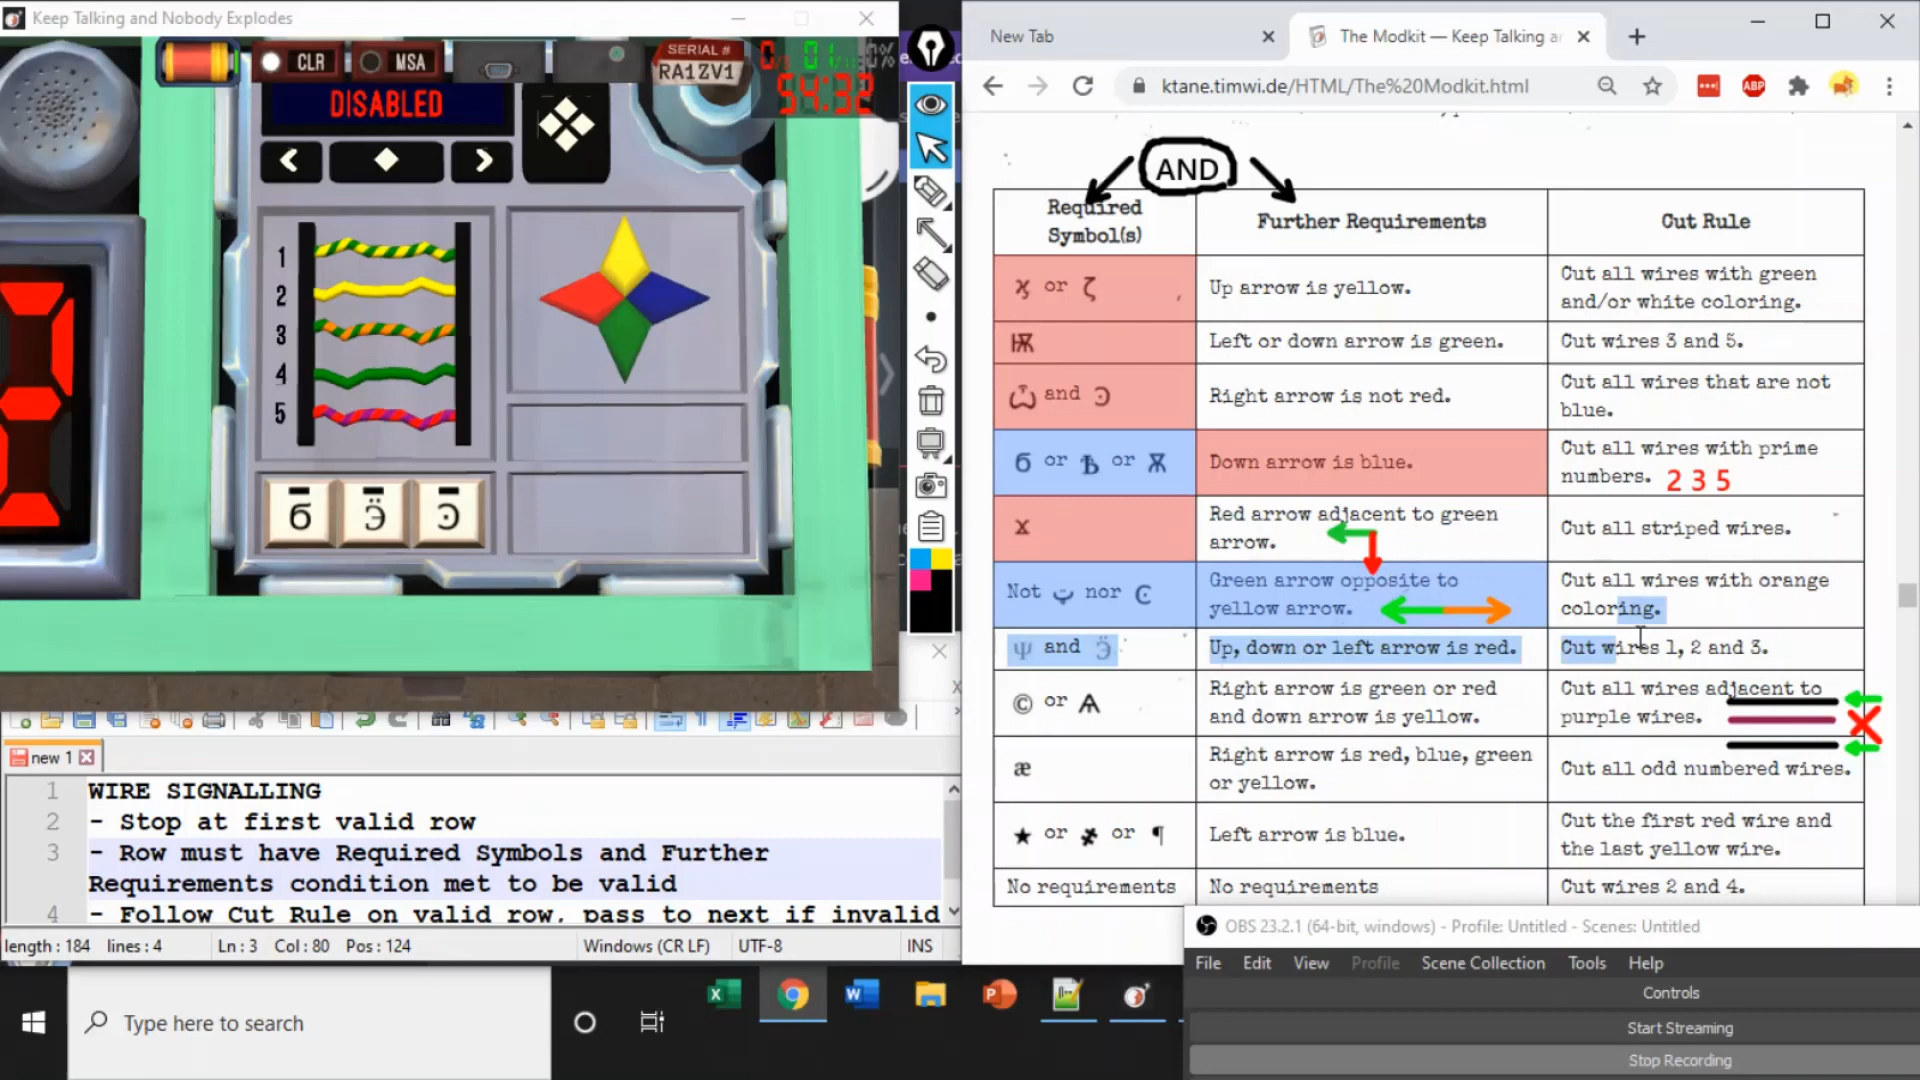 Keep Talking and Nobody Explodes
CLR
MSA
SERIAL #
RA1ZV1
54:32
DISABLED
1
2
3
4
5
б
Ӭ
Ͽ
New Tab
The Modkit — Keep Talking ar
ktane.timwi.de/HTML/The%20Modkit.html
ABP
AND
Required Symbol(s)
Further Requirements
Cut Rule
ϗ or ζ
Up arrow is yellow.
Cut all wires with green
and/or white coloring.
Ѭ
Left or down arrow is green.
Cut wires 3 and 5.
Ѽ and Ͽ
Right arrow is not red.
Cut all wires that are not
blue.
б or Ѣ or Ѫ
Down arrow is blue.
Cut all wires with prime
numbers. 2 3 5
ϰ
Red arrow adjacent to green
arrow.
Cut all striped wires.
Not ټ nor Ͼ
Green arrow opposite to
yellow arrow.
Cut all wires with orange
coloring.
Ψ and Ӭ
Up, down or left arrow is red.
Cut wires 1, 2 and 3.
© or Ѧ
Right arrow is green or red
and down arrow is yellow.
Cut all wires adjacent to
purple wires.
æ
Right arrow is red, blue, green
or yellow.
Cut all odd numbered wires.
★ or ҂ or ¶
Left arrow is blue.
Cut the first red wire and
the last yellow wire.
No requirements
No requirements
Cut wires 2 and 4.
new 1
1 WIRE SIGNALLING
2 - Stop at first valid row
3 - Row must have Required Symbols and Further
Requirements condition met to be valid
4 - Follow Cut Rule on valid row, pass to next if invalid
length : 184 lines : 4
Ln : 3 Col : 80 Pos : 124
Windows (CR LF)
UTF-8
INS
OBS 23.2.1 (64-bit, windows) - Profile: Untitled - Scenes: Untitled
File Edit View Profile Scene Collection Tools Help
Controls
Start Streaming
Stop Recording
Type here to search